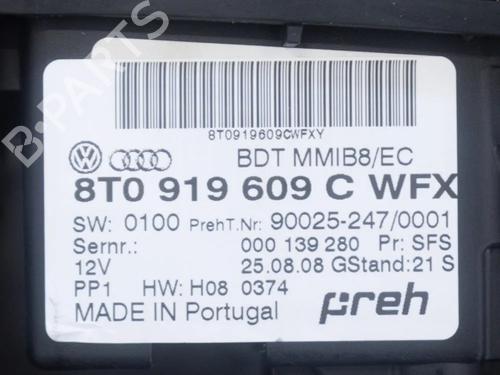 B-PARTS
8T0919609CWFXY
BDT MMIB8/EC
8T0 919 609 C WFX
SW: 0100 PrehT.Nr: 90025-247/0001
Sernr.: 000 139 280 Pr: SFS
12V 25.08.08 GStand: 21 S
PP1 HW: H08 0374
MADE IN Portugal preh